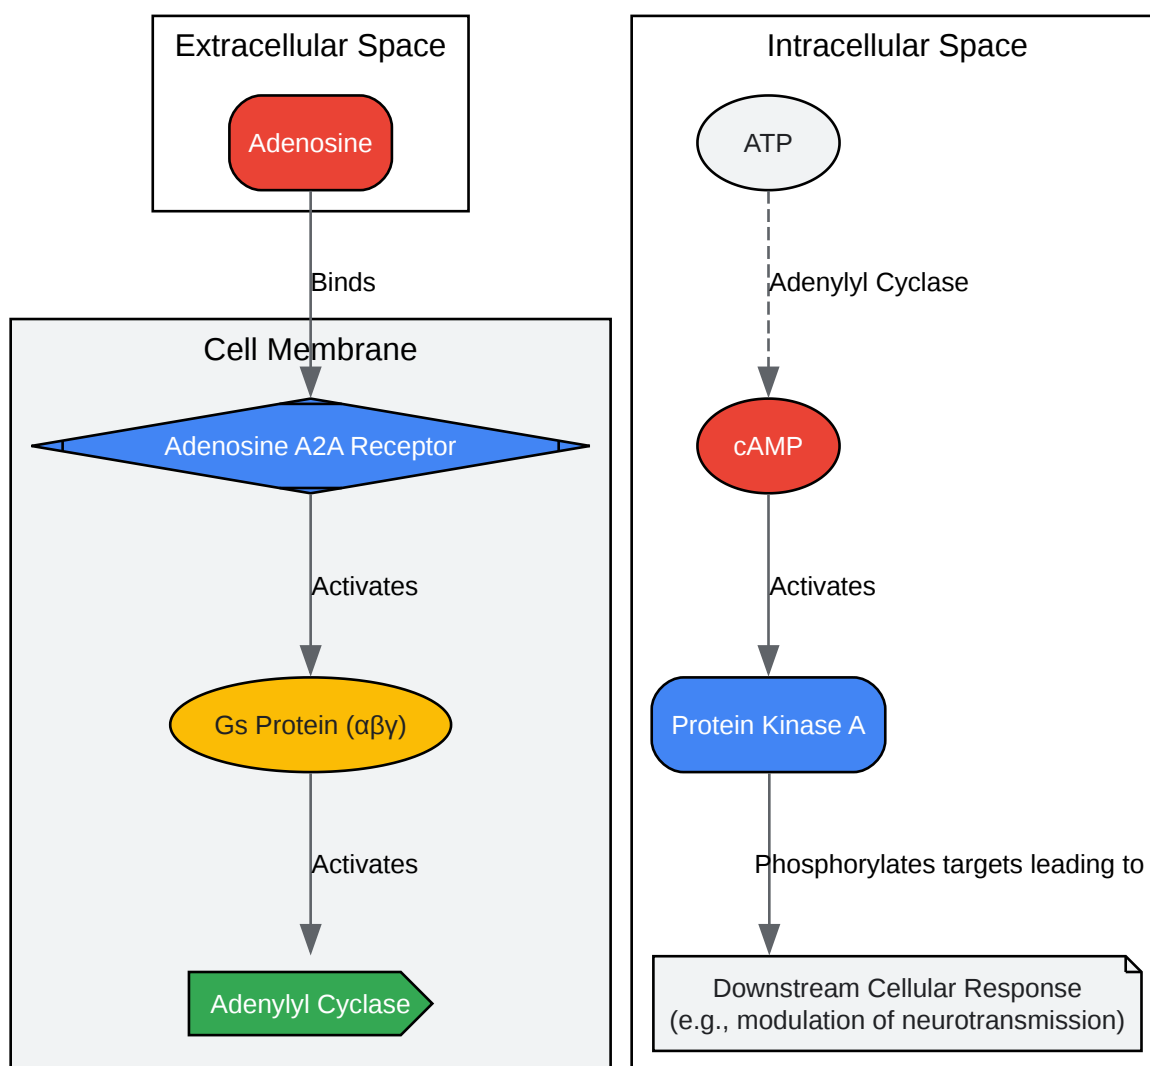 Extracellular Space
Adenosine
Binds
Cell Membrane
Adenosine A2A Receptor
Activates
Gs Protein (αβγ)
Activates
Adenylyl Cyclase
Intracellular Space
ATP
Adenylyl Cyclase
cAMP
Activates
Protein Kinase A
Phosphorylates targets leading to
Downstream Cellular Response
(e.g., modulation of neurotransmission)